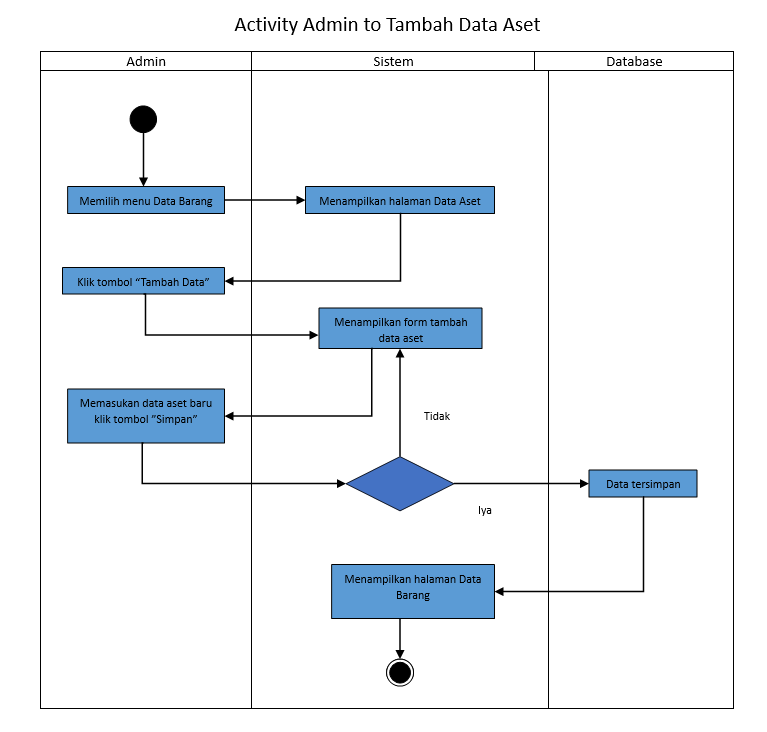 Activity Admin to Tambah Data Aset
Admin
Sistem
Database
Memilih menu Data Barang
Menampilkan halaman Data Aset
Klik tombol “Tambah Data”
Menampilkan form tambah
data aset
Memasukan data aset baru
klik tombol “Simpan”
Tidak
Data tersimpan
Iya
Menampilkan halaman Data
Barang